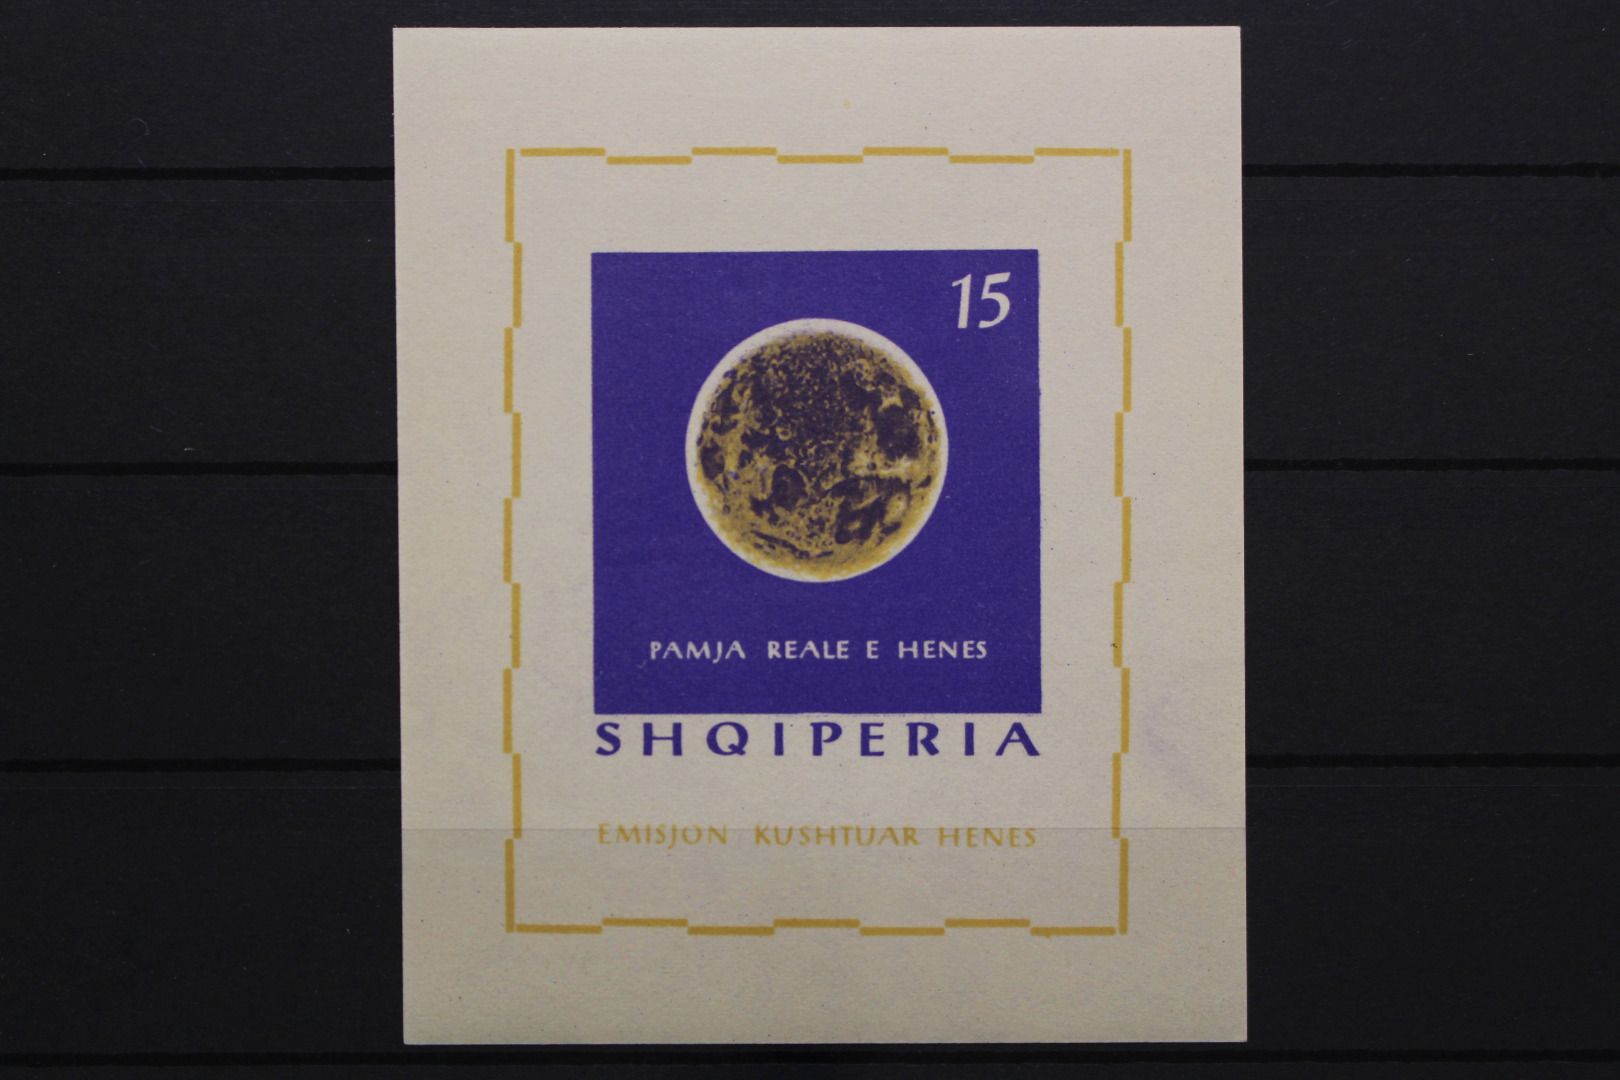 15
PAMJA REALE E HENES
SHQIPERIA
EMISJON KUSHTUAR HENES